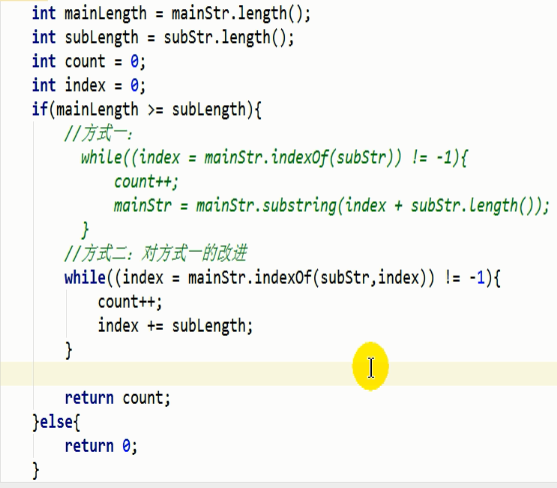 int mainLength = mainStr.length();
int subLength = subStr.length();
int count = 0;
int index = 0;
if(mainLength >= subLength){
//方式一：
while((index = mainStr.indexOf(subStr)) != -1){
count++;
mainStr = mainStr.substring(index + subStr.length());
}
//方式二：对方式一的改进
while((index = mainStr.indexOf(subStr,index)) != -1){
count++;
index += subLength;
}
return count;
}else{
return 0;
}